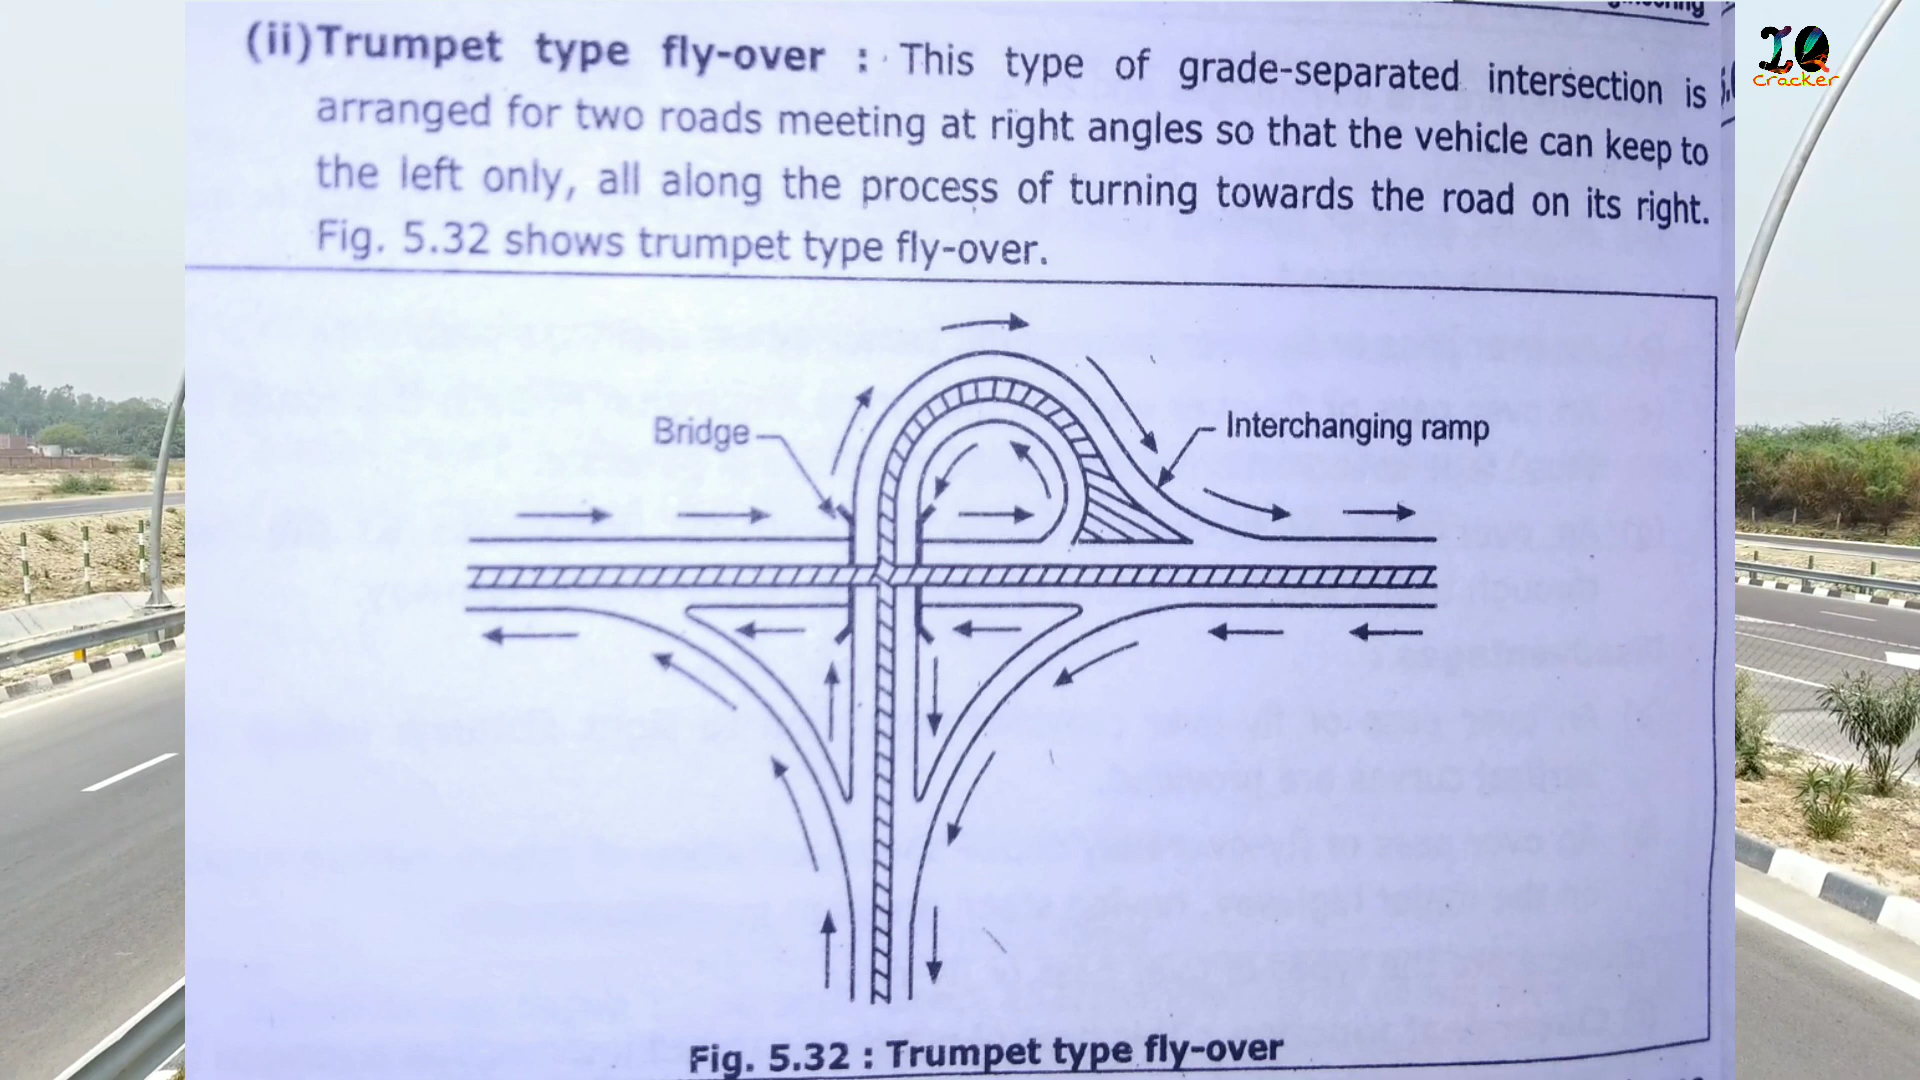 (ii) Trumpet type fly-over : This type of grade-separated intersection is
arranged for two roads meeting at right angles so that the vehicle can keep to
the left only, all along the process of turning towards the road on its right.
Fig. 5.32 shows trumpet type fly-over.
IQ
Cracker
Bridge
Interchanging ramp
Fig. 5.32 : Trumpet type fly-over